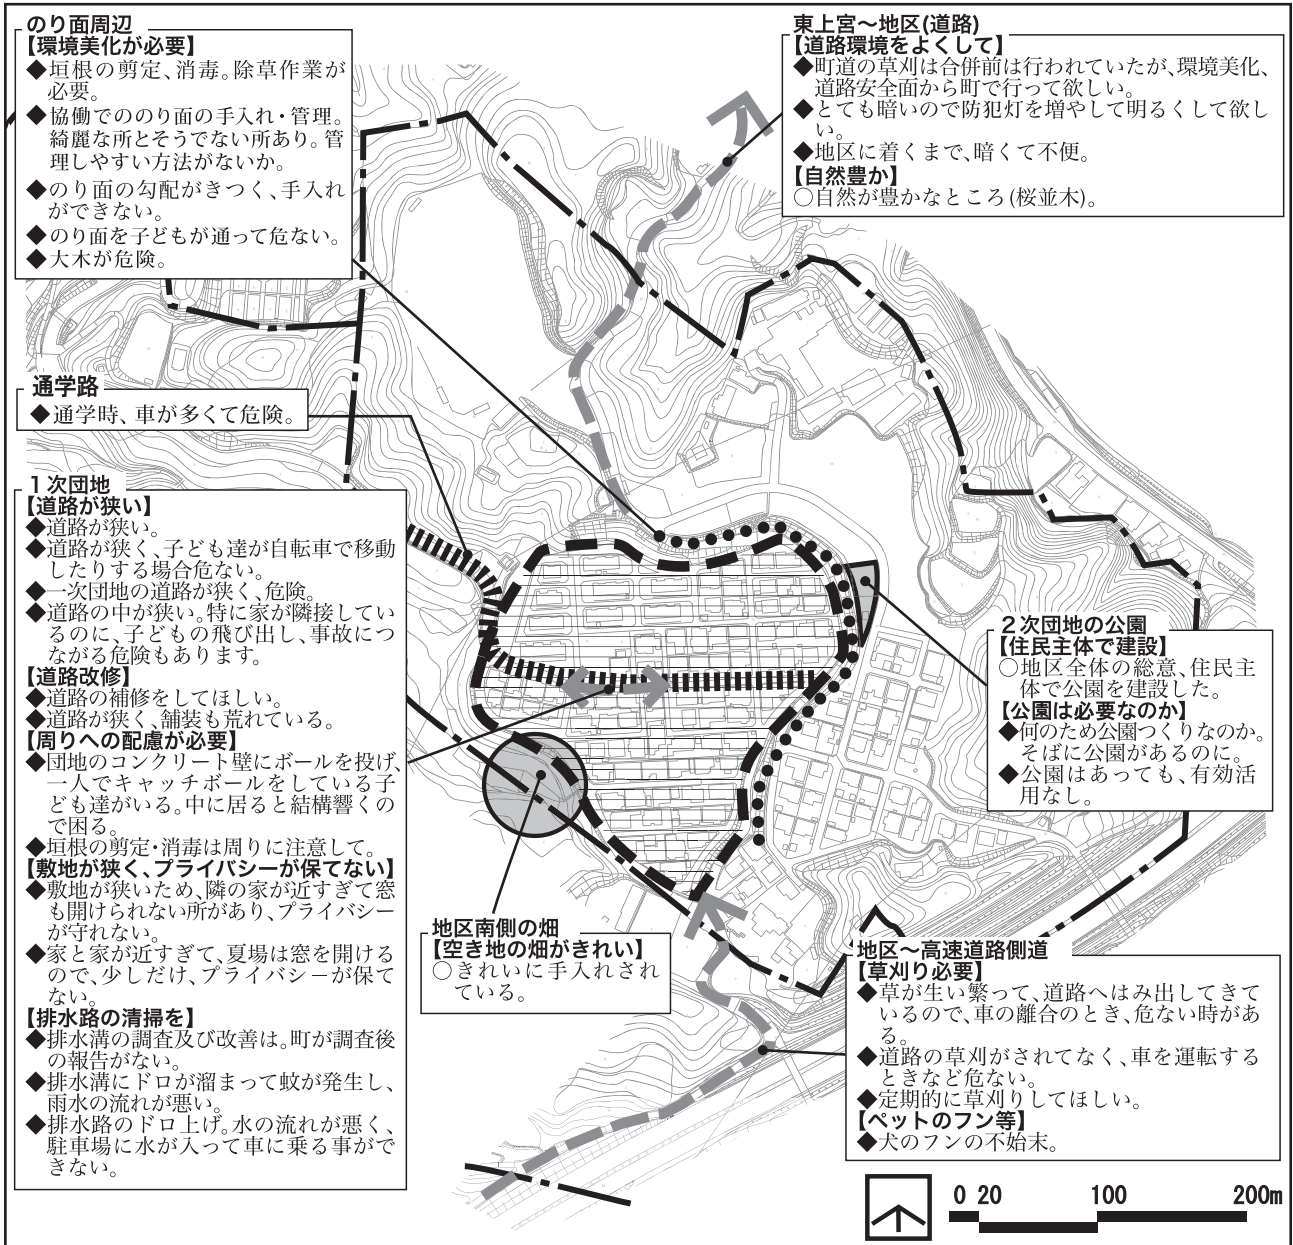 のり面周辺
【環境美化が必要】
◆垣根の剪定、消毒。除草作業が
必要。
◆協働でののり面の手入れ・管理。
綺麗な所とそうでない所あり。管
理しやすい方法がないか。
◆のり面の勾配がきつく、手入れ
ができない。
◆のり面を子どもが通って危ない。
◆大木が危険。
東上宮～地区(道路)
【道路環境をよくして】
◆町道の草刈は合併前は行われていたが、環境美化、
道路安全面から町で行って欲しい。
◆とても暗いので防犯灯を増やして明るくして欲し
い。
◆地区に着くまで、暗くて不便。
【自然豊か】
○自然が豊かなところ(桜並木)。
通学路
◆通学時、車が多くて危険。
１次団地
【道路が狭い】
◆道路が狭い。
◆道路が狭く、子ども達が自転車で移動
したりする場合危ない。
◆一次団地の道路が狭く、危険。
◆道路の中が狭い。特に家が隣接してい
るのに、子どもの飛び出し、事故につ
ながる危険もあります。
【道路改修】
◆道路の補修をしてほしい。
◆道路が狭く、舗装も荒れている。
【周りへの配慮が必要】
◆団地のコンクリート壁にボールを投げ、
一人でキャッチボールをしている子
ども達がいる。中に居ると結構響くの
で困る。
◆垣根の剪定・消毒は周りに注意して。
【敷地が狭く、プライバシーが保てない】
◆敷地が狭いため、隣の家が近すぎて窓
も開けられない所があり、プライバシー
が守れない。
◆家と家が近すぎて、夏場は窓を開ける
ので、少しだけ、プライバシーが保て
ない。
【排水路の清掃を】
◆排水溝の調査及び改善は。町が調査後
の報告がない。
◆排水溝にドロが溜まって蚊が発生し、
雨水の流れが悪い。
◆排水路のドロ上げ。水の流れが悪く、
駐車場に水が入って車に乗る事がで
きない。
２次団地の公園
【住民主体で建設】
○地区全体の総意、住民主
体で公園を建設した。
【公園は必要なのか】
◆何のため公園つくりなのか。
そばに公園があるのに。
◆公園はあっても、有効活
用なし。
地区南側の畑
【空き地の畑がきれい】
○きれいに手入れされ
ている。
地区～高速道路側道
【草刈り必要】
◆草が生い繁って、道路へはみ出してきて
いるので、車の離合のとき、危ない時があ
る。
◆道路の草刈がされてなく、車を運転する
ときなど危ない。
◆定期的に草刈りしてほしい。
【ペットのフン等】
◆犬のフンの不始末。
0 20 100 200m